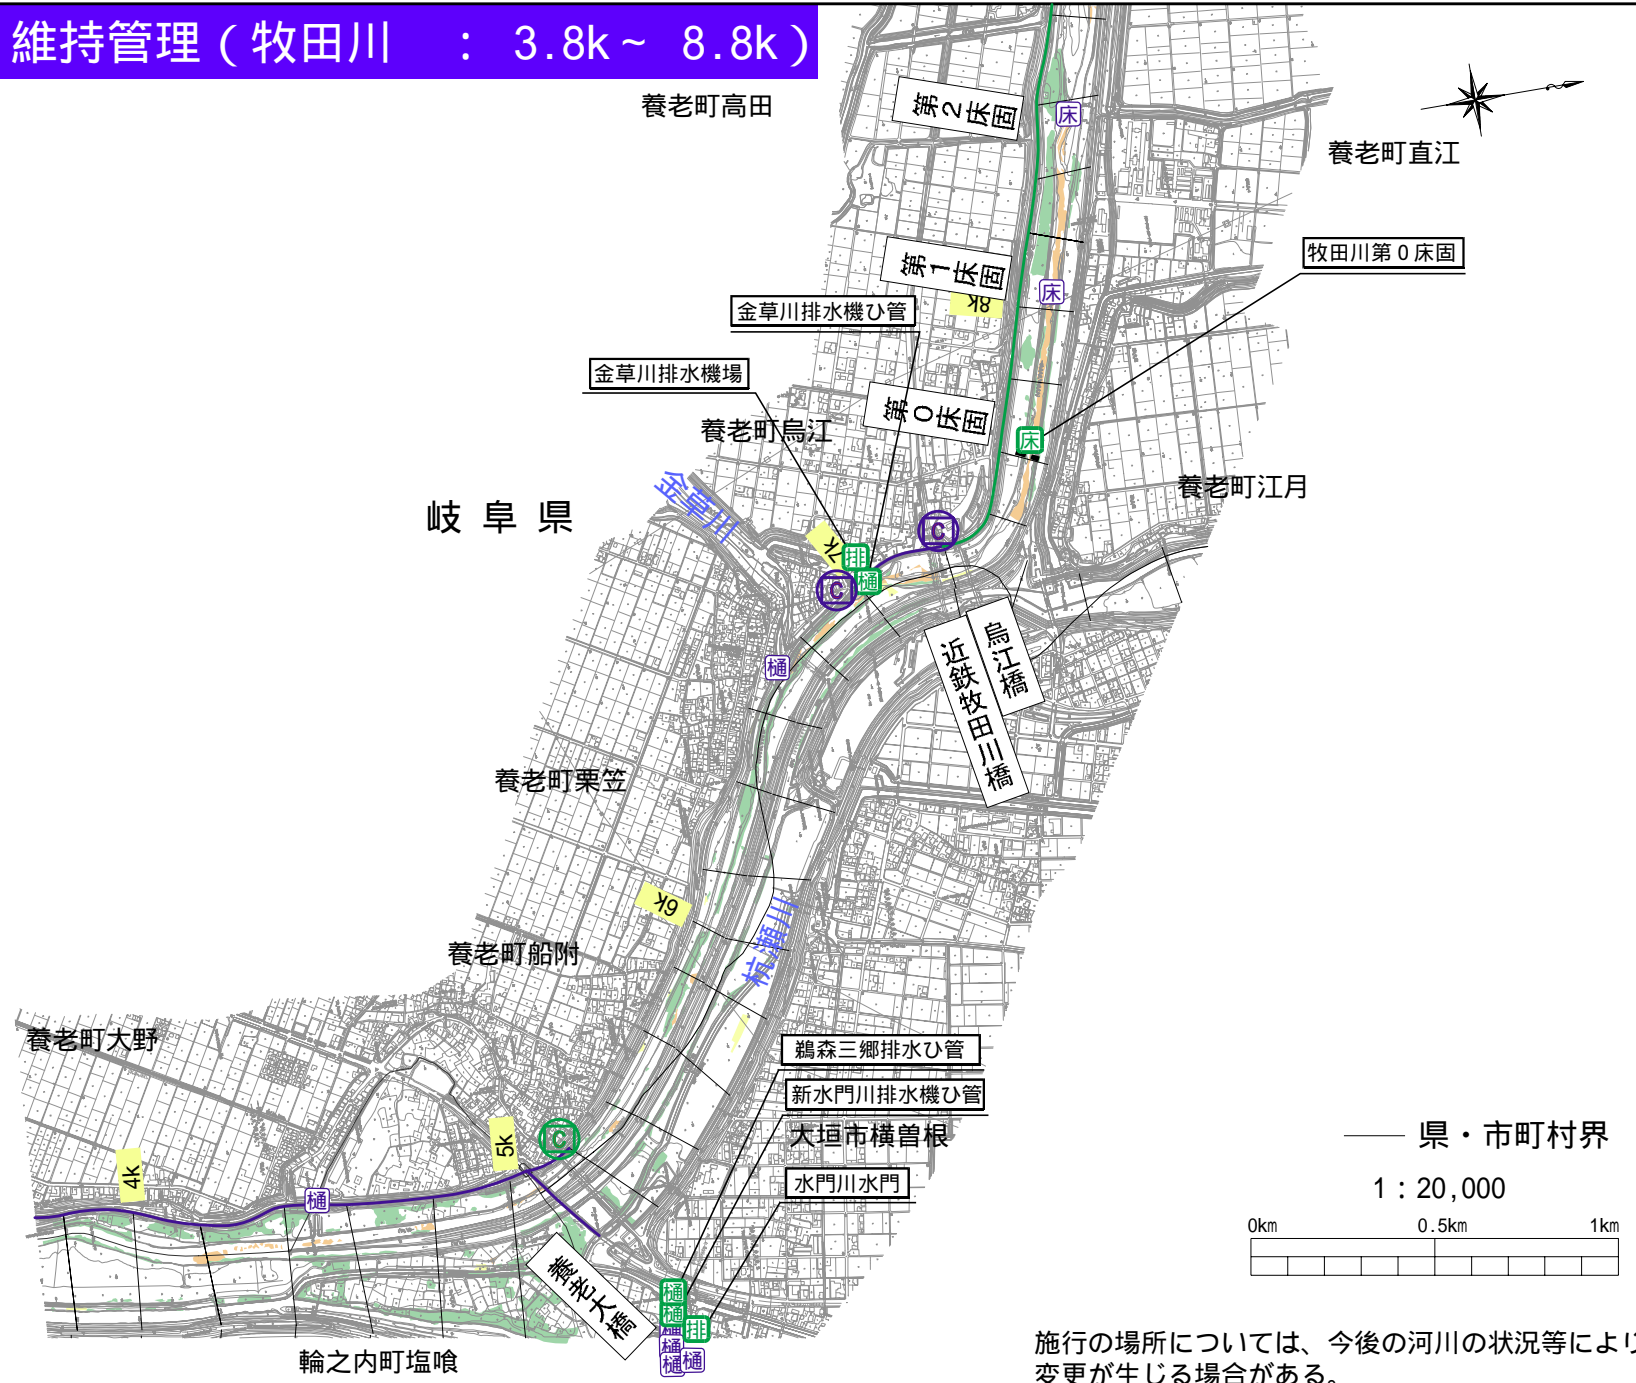 維持管理（牧田川　：　3.8k～　8.8k）
養老町高田
第2床固
床
養老町直江
牧田川第０床固
第1床固
床
8k
金草川排水機ひ管
金草川排水機場
第0床固
養老町烏江
床
養老町江月
岐阜県
金草川
C
7k
排
樋
C
烏江橋
近鉄牧田川橋
樋
養老町栗笠
6k
杭瀬川
養老町船附
養老町大野
鵜森三郷排水ひ管
新水門川排水機ひ管
大垣市横曽根
水門川水門
C
5k
4k
樋
養老大橋
樋
樋
排
樋
樋
樋
輪之内町塩喰
県・市町村界
1：20,000
0km 0.5km 1km
施行の場所については、今後の河川の状況等により
変更が生じる場合がある。